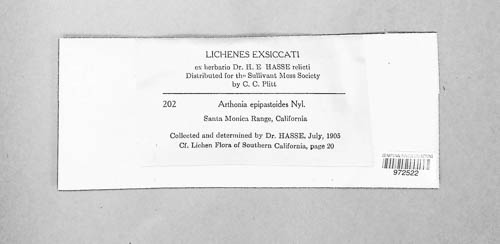 LICHENES EXSICCATI
ex herbario Dr. H. E. HASSE relicti
Distributed for the Sullivant Moss Society
by C. C. Plitt
202 Arthonia epipastoides Nyl.
Santa Monica Range, California
Collected and determined by Dr. HASSE, July, 1905
Cf. Lichen Flora of Southern California, page 20
972522